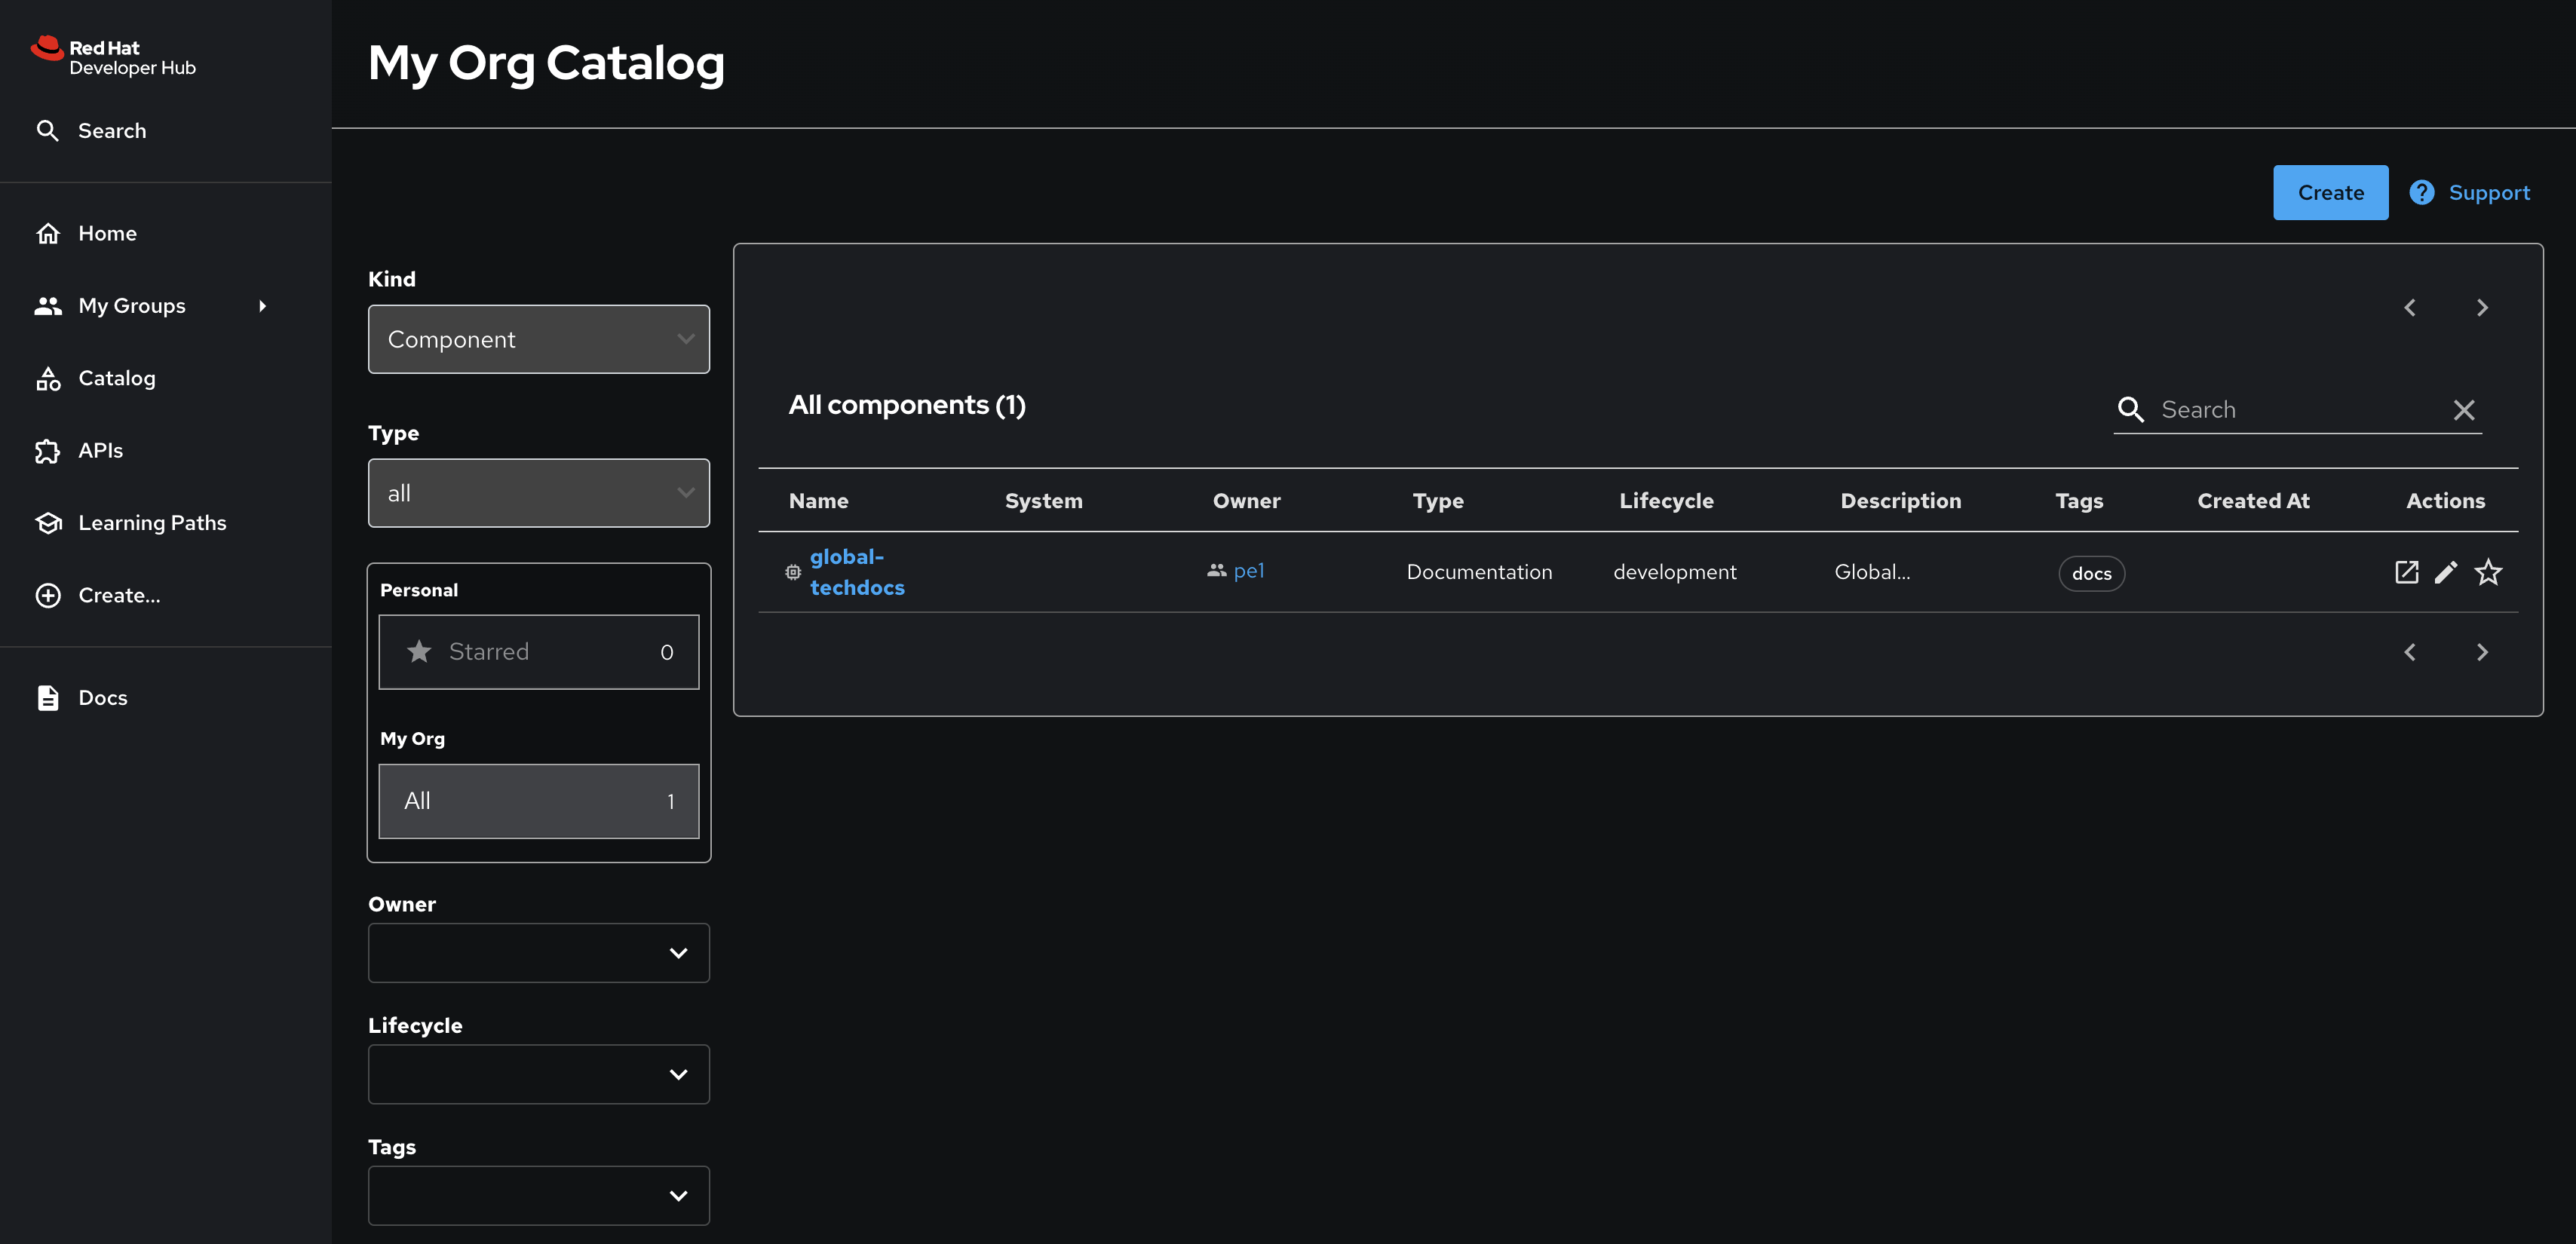 Red Hat
Developer Hub
Search
Home
My Groups
Catalog
APIs
Learning Paths
Create...
Docs
My Org Catalog
Create
Support
Kind
Component
Type
all
Personal
Starred 0
My Org
All 1
Owner
Lifecycle
Tags
All components (1)
Search
Name System Owner Type Lifecycle Description Tags Created At Actions
global-
techdocs
pe1 Documentation development Global... docs